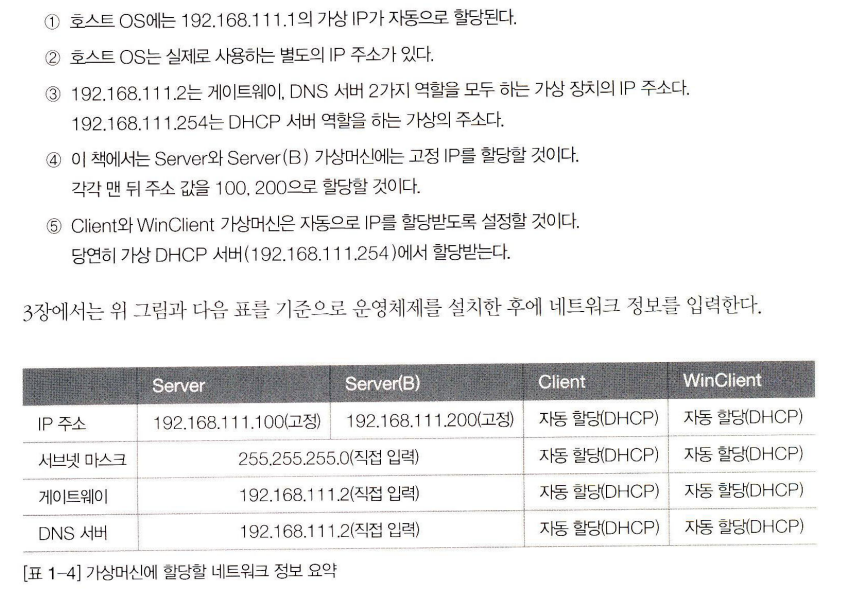 ① 호스트 OS에는 192.168.111.1의 가상 IP가 자동으로 할당된다.
② 호스트 OS는 실제로 사용하는 별도의 IP 주소가 있다.
③ 192.168.111.2는 게이트웨이, DNS 서버 2가지 역할을 모두 하는 가상 장치의 IP 주소다.
192.168.111.254는 DHCP 서버 역할을 하는 가상의 주소다.
④ 이 책에서는 Server와 Server(B) 가상머신에는 고정 IP를 할당할 것이다.
각각 맨 뒤 주소 값을 100, 200으로 할당할 것이다.
⑤ Client와 WinClient 가상머신은 자동으로 IP를 할당받도록 설정할 것이다.
당연히 가상 DHCP 서버(192.168.111.254)에서 할당받는다.
3장에서는 위 그림과 다음 표를 기준으로 운영체제를 설치한 후에 네트워크 정보를 입력한다.
Server Server(B) Client WinClient
IP 주소 192.168.111.100(고정) 192.168.111.200(고정) 자동 할당(DHCP) 자동 할당(DHCP)
서브넷 마스크 255.255.255.0(직접 입력) 자동 할당(DHCP) 자동 할당(DHCP)
게이트웨이 192.168.111.2(직접 입력) 자동 할당(DHCP) 자동 할당(DHCP)
DNS 서버 192.168.111.2(직접 입력) 자동 할당(DHCP) 자동 할당(DHCP)
[표 1-4] 가상머신에 할당할 네트워크 정보 요약